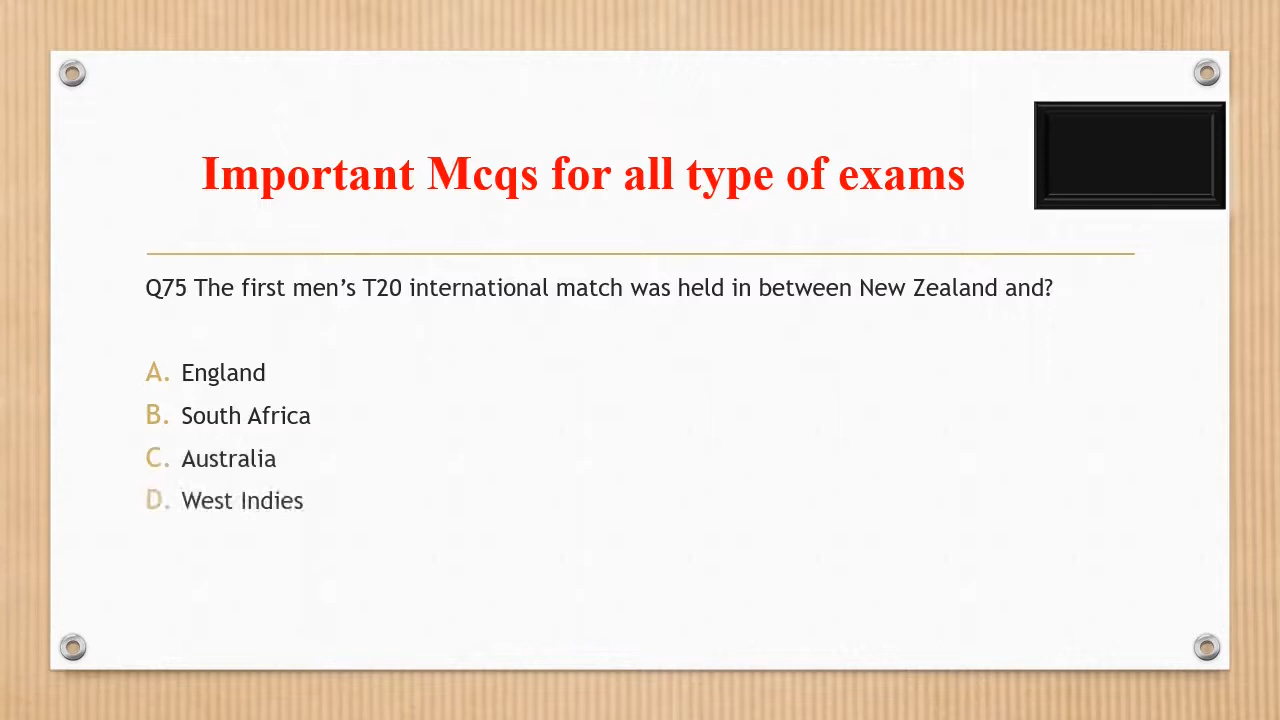 Important Mcqs for all type of exams
Q75 The first men’s T20 international match was held in between New Zealand and?
A. England
B. South Africa
C. Australia
D. West Indies